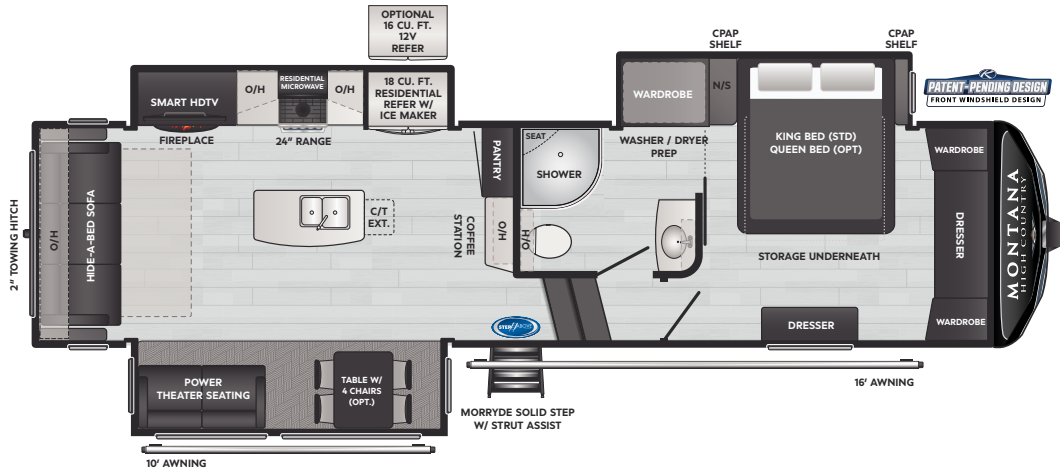 OPTIONAL
16 CU. FT.
12V
REFER
CPAP
SHELF
CPAP
SHELF
SMART HDTV
O/H
RESIDENTIAL
MICROWAVE
O/H
18 CU. FT.
RESIDENTIAL
REFER W/
ICE MAKER
WARDROBE
N/S
R
PATENT-PENDING DESIGN
FRONT WINDSHIELD DESIGN
FIREPLACE
24" RANGE
PANTRY
SEAT
SHOWER
WASHER / DRYER
PREP
KING BED (STD)
QUEEN BED (OPT)
WARDROBE
2" TOWING HITCH
O/H
HIDE-A-BED SOFA
C/T
EXT.
COFFEE
STATION
O/H
O/H
STORAGE UNDERNEATH
DRESSER
MONTANA
HIGH COUNTRY
STEP ABOVE
DRESSER
WARDROBE
POWER
THEATER SEATING
TABLE W/
4 CHAIRS
(OPT.)
16' AWNING
MORRYDE SOLID STEP
W/ STRUT ASSIST
10' AWNING